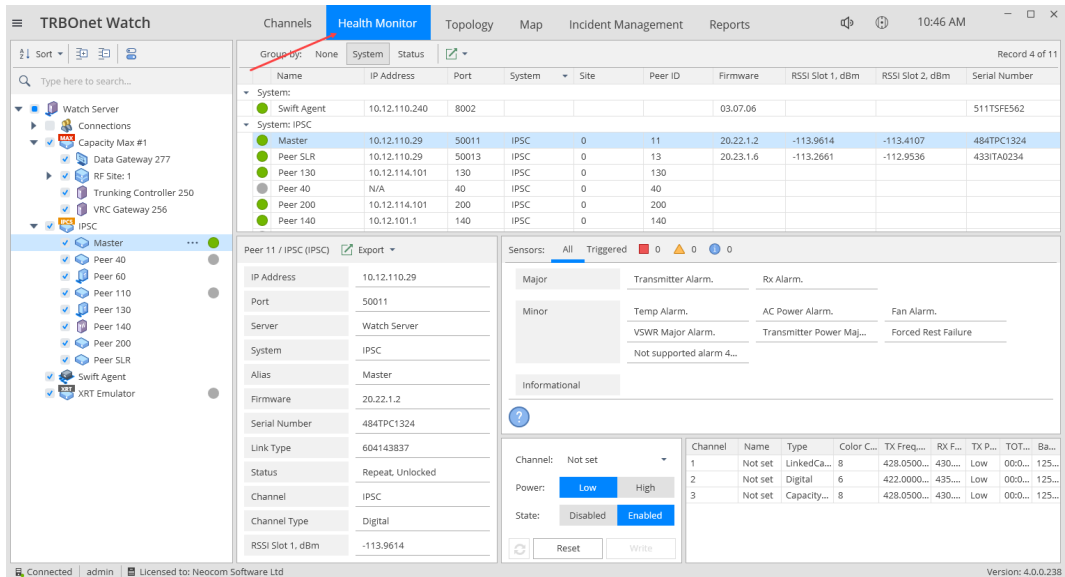 TRBOnet Watch
Channels Health Monitor Topology Map Incident Management Reports 10:46 AM
Sort
Type here to search...
Watch Server
Connections
MAX Capacity Max #1
Data Gateway 277
RF Site: 1
Trunking Controller 250
VRC Gateway 256
IPCS IPSC
Master ...
Peer 40
Peer 60
Peer 110
Peer 130
Peer 140
Peer 200
Peer SLR
Swift Agent
XRT XRT Emulator
Group by: None System Status Record 4 of 11
Name IP Address Port System Site Peer ID Firmware RSSI Slot 1, dBm RSSI Slot 2, dBm Serial Number
System:
Swift Agent 10.12.110.240 8002 03.07.06 511TSFE562
System: IPSC
Master 10.12.110.29 50011 IPSC 0 11 20.22.1.2 -113.9614 -113.4107 484TPC1324
Peer SLR 10.12.110.29 50013 IPSC 0 13 20.23.1.6 -113.2661 -112.9536 433ITA0234
Peer 130 10.12.114.101 130 IPSC 0 130
Peer 40 N/A 40 IPSC 0 40
Peer 200 10.12.114.101 200 IPSC 0 200
Peer 140 10.12.101.1 140 IPSC 0 140
Peer 11 / IPSC (IPSC) Export
IP Address 10.12.110.29
Port 50011
Server Watch Server
System IPSC
Alias Master
Firmware 20.22.1.2
Serial Number 484TPC1324
Link Type 604143837
Status Repeat, Unlocked
Channel IPSC
Channel Type Digital
RSSI Slot 1, dBm -113.9614
Sensors: All Triggered 0 0 0
Major Transmitter Alarm. Rx Alarm.
Minor Temp Alarm. AC Power Alarm. Fan Alarm.
VSWR Major Alarm. Transmitter Power Maj... Forced Rest Failure
Not supported alarm 4...
Informational
?
Channel: Not set
Power: Low High
State: Disabled Enabled
Reset Write
Channel Name Type Color C... TX Freq.... RX F... TX P... TOT... Ba...
1 Not set LinkedCa... 8 428.0500... 430.... Low 00:0... 125...
2 Not set Digital 6 422.0000... 435.... Low 00:0... 125...
3 Not set Capacity... 8 428.0500... 430.... Low 00:0... 125...
Connected admin Licensed to: Neocom Software Ltd Version: 4.0.0.238